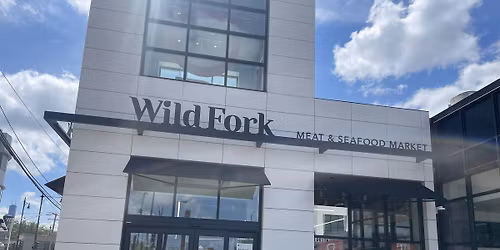 Wild Fork
MEAT & SEAFOOD MARKET